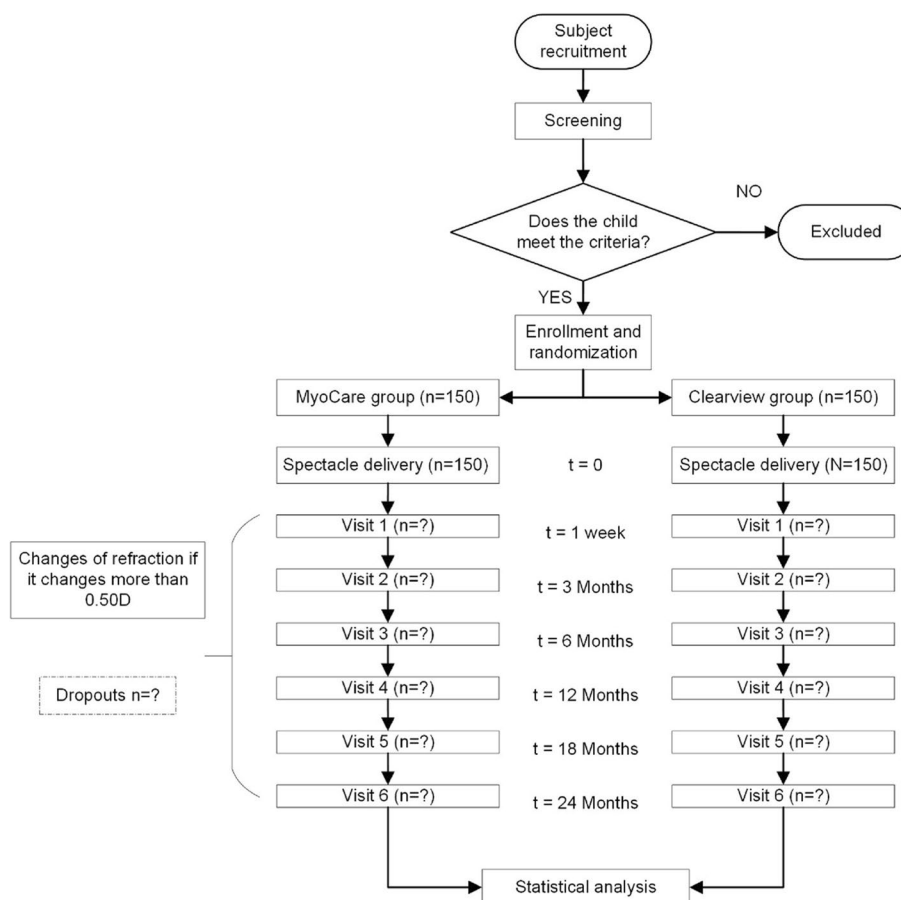 Subject
recruitment
Screening
Does the child
meet the criteria?
NO
Excluded
YES
Enrollment and
randomization
MyoCare group (n=150)
Clearview group (n=150)
Spectacle delivery (n=150)
t = 0
Spectacle delivery (N=150)
Visit 1 (n=?)
t = 1 week
Visit 1 (n=?)
Changes of refraction if
it changes more than
0.50D
Visit 2 (n=?)
t = 3 Months
Visit 2 (n=?)
Visit 3 (n=?)
t = 6 Months
Visit 3 (n=?)
Dropouts n=?
Visit 4 (n=?)
t = 12 Months
Visit 4 (n=?)
Visit 5 (n=?)
t = 18 Months
Visit 5 (n=?)
Visit 6 (n=?)
t = 24 Months
Visit 6 (n=?)
Statistical analysis